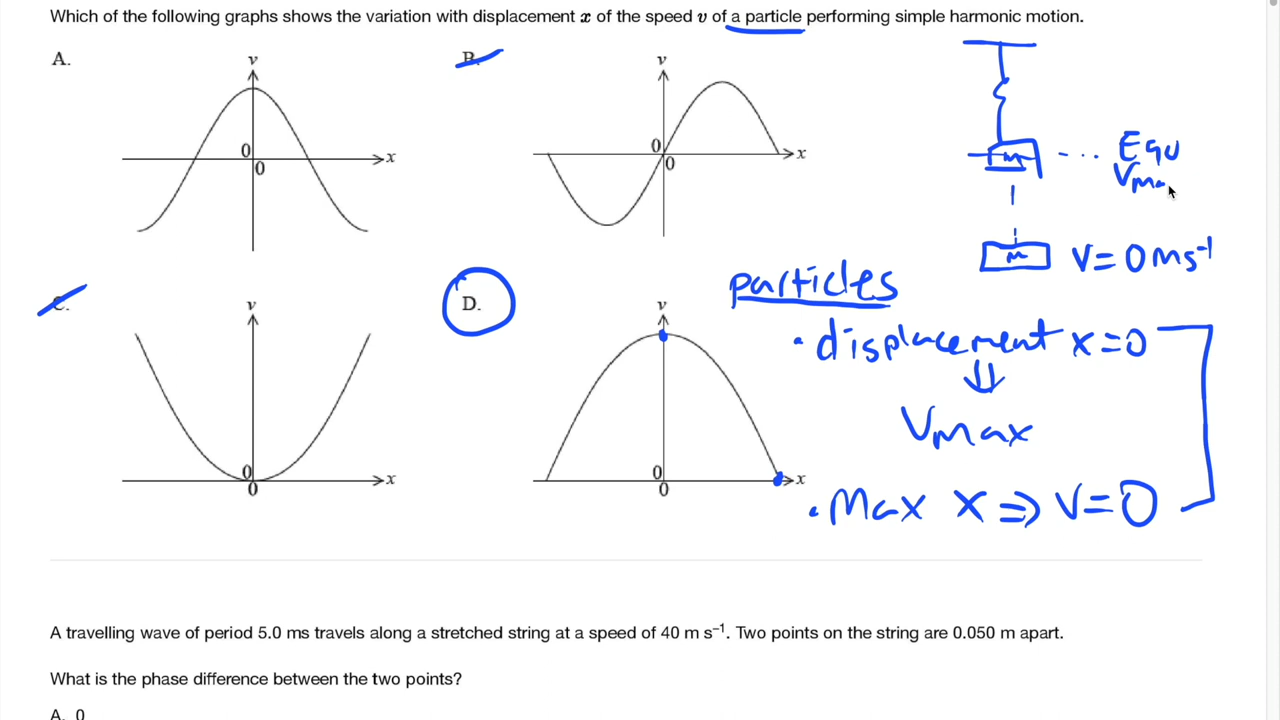 Which of the following graphs shows the variation with displacement x of the speed v of a particle performing simple harmonic motion.
A.
v
0
0
x
B.
v
0
0
x
m
Equ
Vma
m
V=0ms⁻¹
C.
v
0
0
x
D.
v
0
0
x
particles
• displacement x=0
⇓
Vmax
• Max x ⇒ v=0
A travelling wave of period 5.0 ms travels along a stretched string at a speed of 40 m s⁻¹. Two points on the string are 0.050 m apart.
What is the phase difference between the two points?
A. 0